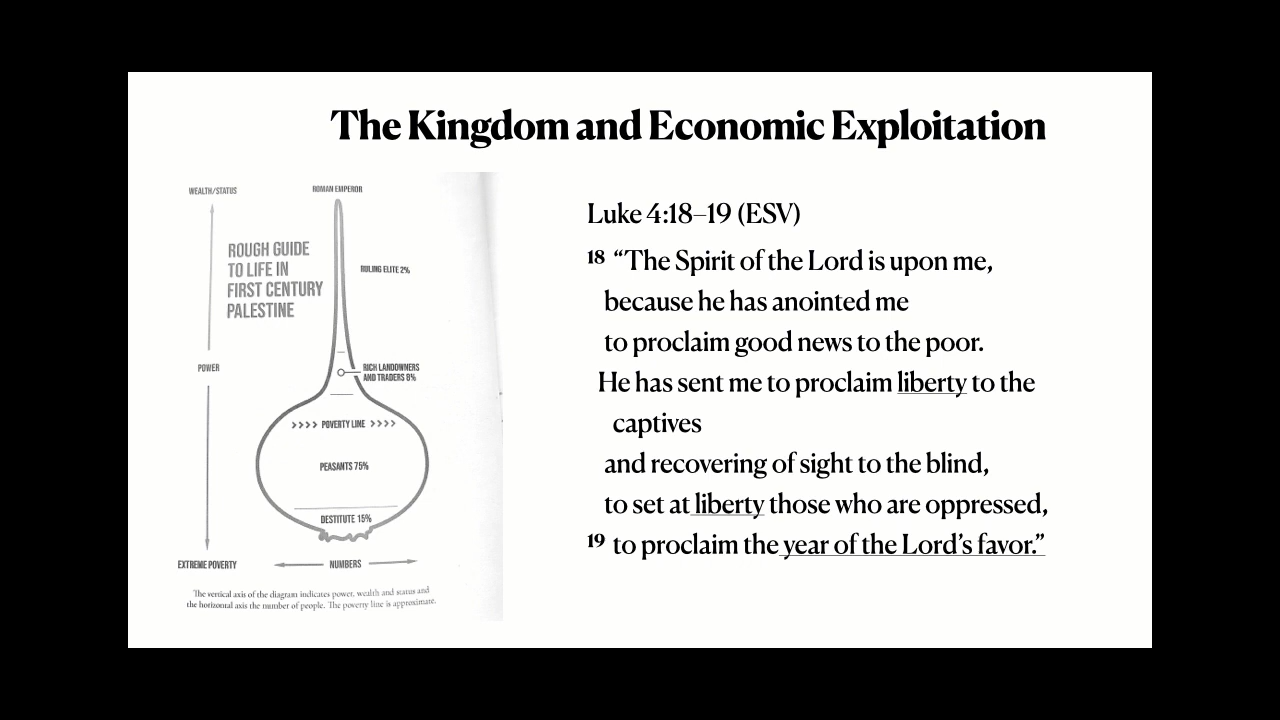 The Kingdom and Economic Exploitation
WEALTH/STATUS
ROMAN EMPEROR
ROUGH GUIDE
TO LIFE IN
FIRST CENTURY
PALESTINE
RULING ELITE 2%
POWER
RICH LANDOWNERS
AND TRADERS 8%
>>>> POVERTY LINE >>>>
PEASANTS 75%
DESTITUTE 15%
EXTREME POVERTY
NUMBERS
The vertical axis of the diagram indicates power, wealth and status and
the horizontal axis the number of people. The poverty line is approximate.
Luke 4:18–19 (ESV)
18 “The Spirit of the Lord is upon me,
because he has anointed me
to proclaim good news to the poor.
He has sent me to proclaim liberty to the
captives
and recovering of sight to the blind,
to set at liberty those who are oppressed,
19 to proclaim the year of the Lord’s favor.”